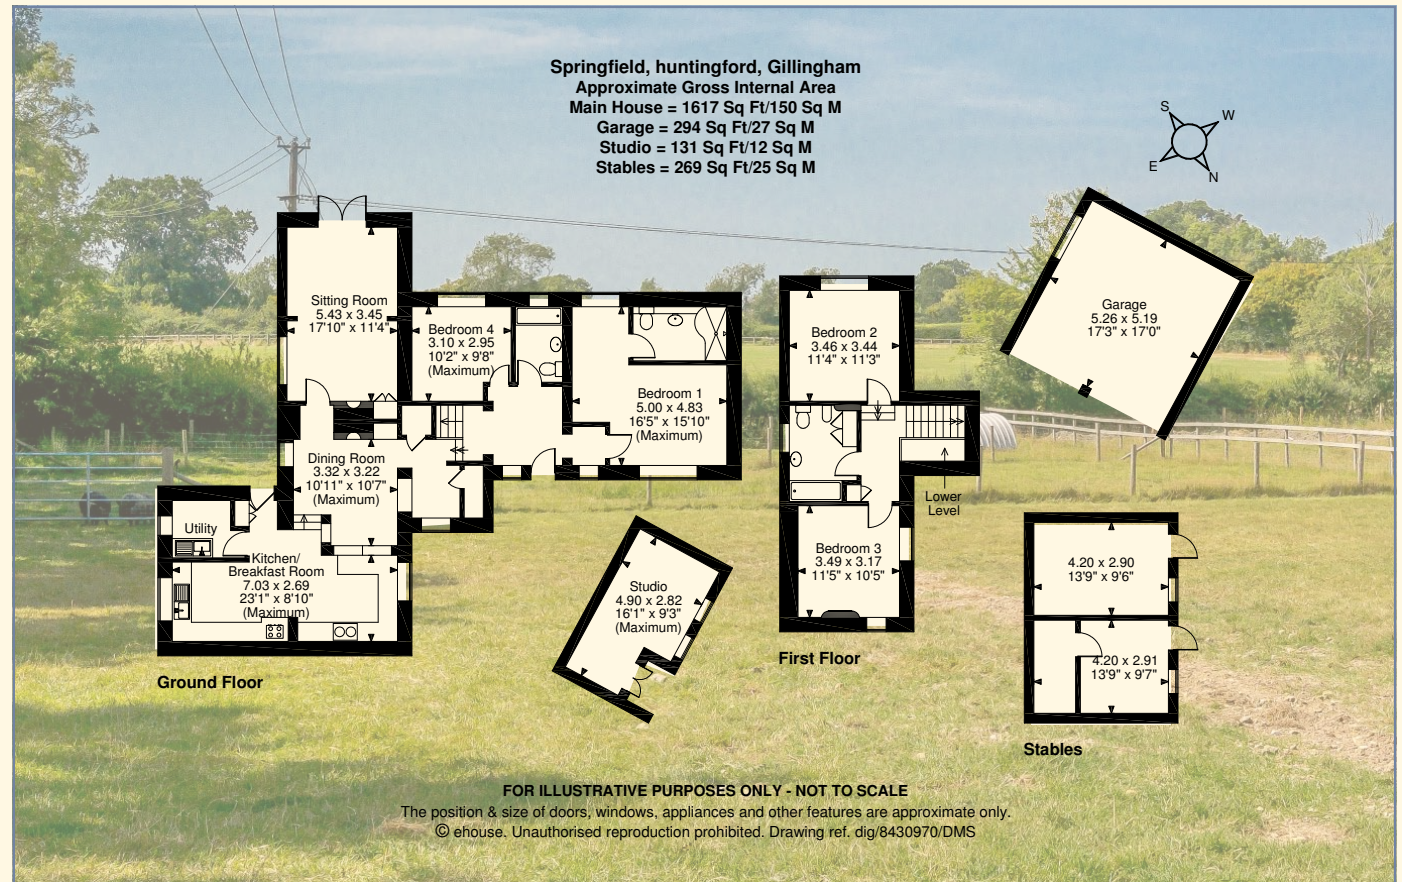 Springfield, huntingford, Gillingham
Approximate Gross Internal Area
Main House = 1617 Sq Ft/150 Sq M
Garage = 294 Sq Ft/27 Sq M
Studio = 131 Sq Ft/12 Sq M
Stables = 269 Sq Ft/25 Sq M
S
W
E
N
Sitting Room
5.43 x 3.45
17'10" x 11'4"
Bedroom 4
3.10 x 2.95
10'2" x 9'8"
(Maximum)
Bedroom 1
5.00 x 4.83
16'5" x 15'10"
(Maximum)
Dining Room
3.32 x 3.22
10'11" x 10'7"
(Maximum)
Utility
Kitchen/
Breakfast Room
7.03 x 2.69
23'1" x 8'10"
(Maximum)
Ground Floor
Bedroom 2
3.46 x 3.44
11'4" x 11'3"
Lower
Level
Bedroom 3
3.49 x 3.17
11'5" x 10'5"
First Floor
Garage
5.26 x 5.19
17'3" x 17'0"
Studio
4.90 x 2.82
16'1" x 9'3"
(Maximum)
4.20 x 2.90
13'9" x 9'6"
4.20 x 2.91
13'9" x 9'7"
Stables
FOR ILLUSTRATIVE PURPOSES ONLY - NOT TO SCALE
The position & size of doors, windows, appliances and other features are approximate only.
© ehouse. Unauthorised reproduction prohibited. Drawing ref. dig/8430970/DMS